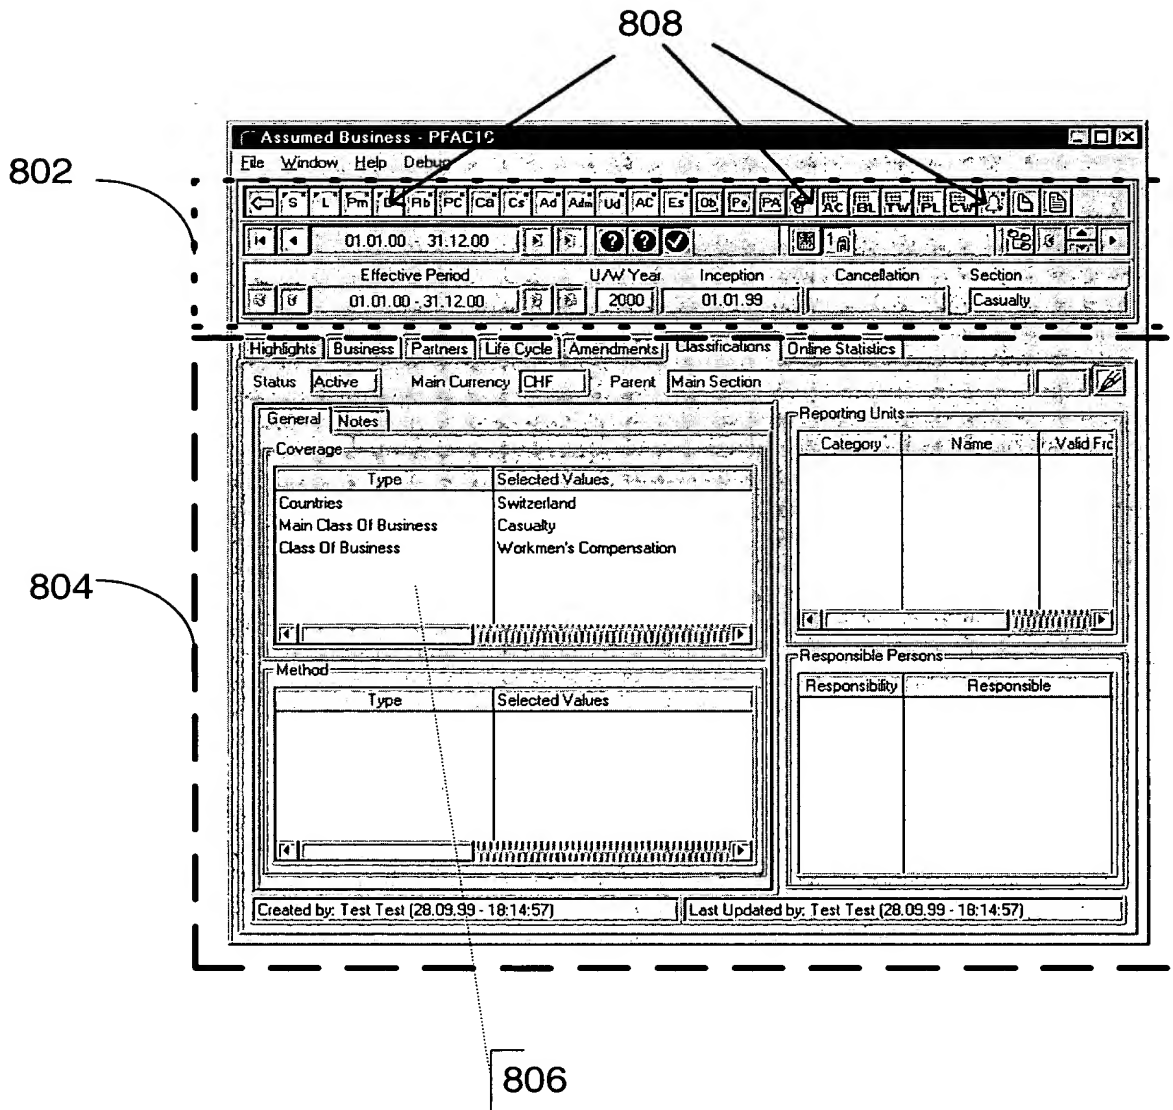 808
Assumed Business - PFAC1
802
File Window Help Debug
S L Pm Rb PC Ca Cs Ad Adm Ud AC Es Ob Pe PA AC BL TW PL CW
01.01.00 - 31.12.00
Effective Period U/W Year Inception Cancellation Section
01.01.00 - 31.12.00 2000 01.01.99 Casualty
Highlights Business Partners Life Cycle Amendments Classifications Online Statistics
Status Active Main Currency CHF Parent Main Section
General Notes
Reporting Units
Category Name Valid Fro
Coverage
Type Selected Values
Countries Switzerland
Main Class Of Business Casualty
Class Of Business Workmen's Compensation
804
Method
Type Selected Values
Responsible Persons
Responsibility Responsible
Created by: Test Test (28.09.99 - 18:14:57) Last Updated by: Test Test (28.09.99 - 18:14:57)
806